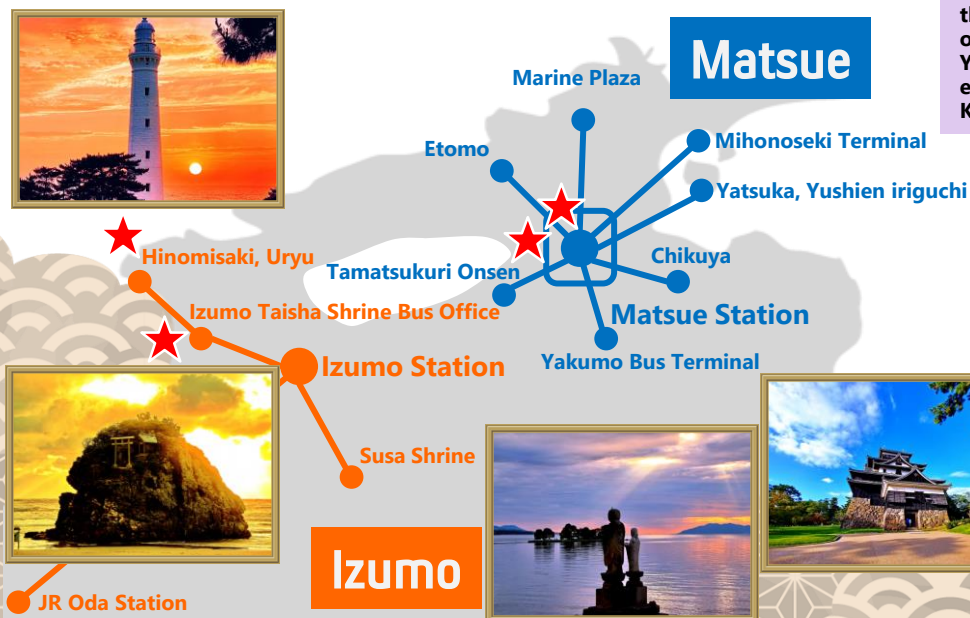 th
o
Y
e
K
Matsue
Marine Plaza
Etomo
Mihonoseki Terminal
Yatsuka, Yushien iriguchi
Hinomisaki, Uryu
Tamatsukuri Onsen
Chikuya
Izumo Taisha Shrine Bus Office
Matsue Station
Izumo Station
Yakumo Bus Terminal
Susa Shrine
Izumo
JR Oda Station